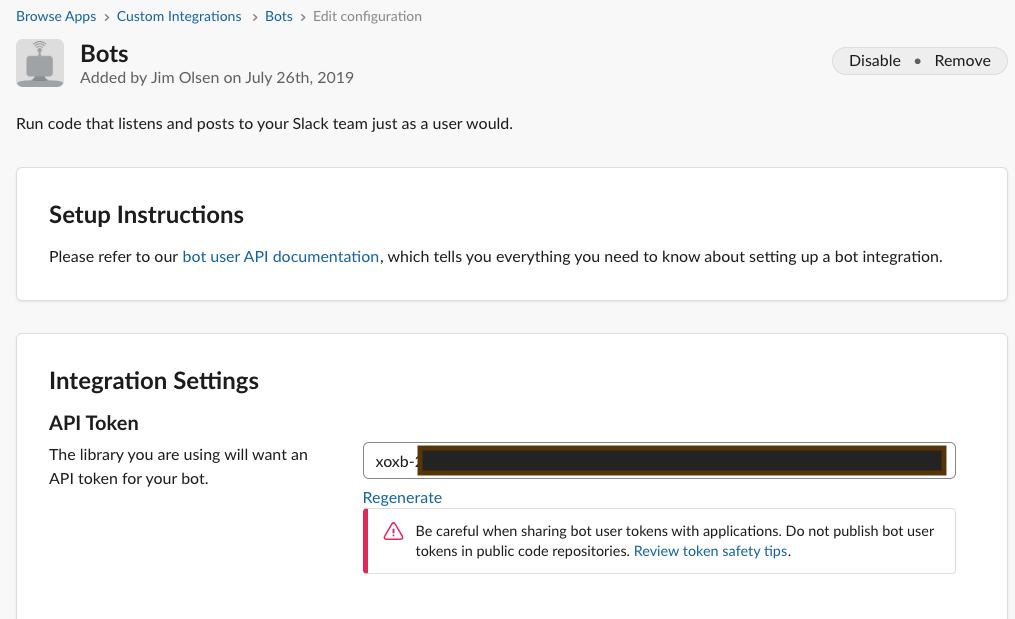 Browse Apps > Custom Integrations > Bots > Edit configuration
Bots
Added by Jim Olsen on July 26th, 2019
Disable • Remove
Run code that listens and posts to your Slack team just as a user would.
Setup Instructions
Please refer to our bot user API documentation, which tells you everything you need to know about setting up a bot integration.
Integration Settings
API Token
The library you are using will want an
API token for your bot.
xoxb-
Regenerate
Be careful when sharing bot user tokens with applications. Do not publish bot user
tokens in public code repositories. Review token safety tips.